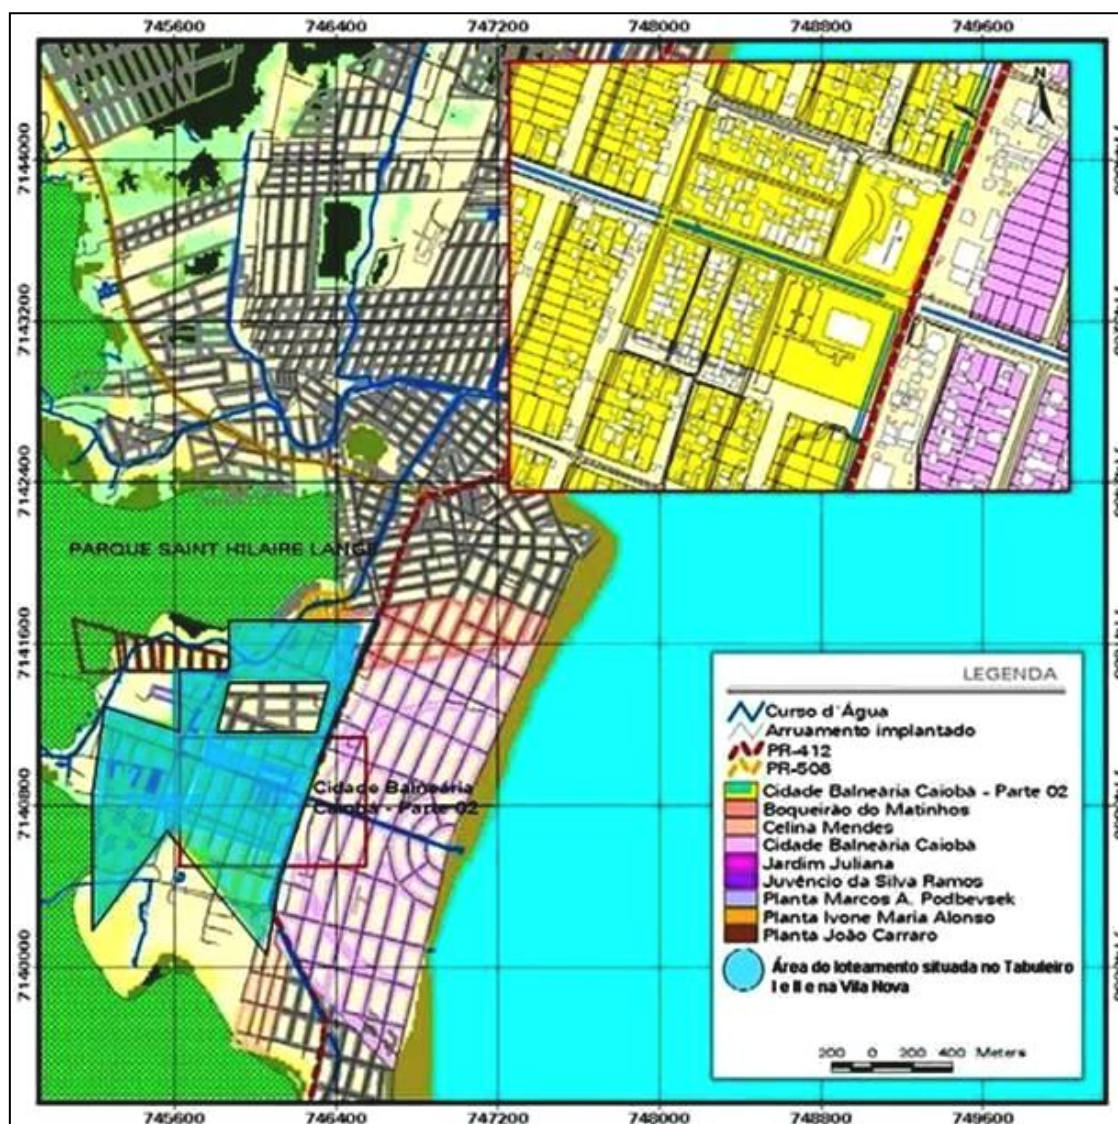 745600 746400 747200 748000 748800 749600
N
7144000
7143200
7142400
PARQUE SAINT HILAIRE LANGE
7141600
LEGENDA
Curso d'Água
Arruamento implantado
PR-412
PR-508
Cidade Balneária Caiobá - Parte 02
Boqueirão do Matinhos
Celina Mendes
Cidade Balneária Caiobá
Jardim Juliana
Juvêncio da Silva Ramos
Planta Marcos A. Podbevsek
Planta Ivone Maria Alonso
Planta João Carraro
Área do loteamento situada no Tabuleiro
I e II e na Vila Nova
200 0 200 400 Meters
Cidade Balneária
Caiobá - Parte 02
7140800
7140000
745600 746400 747200 748000 748800 749600